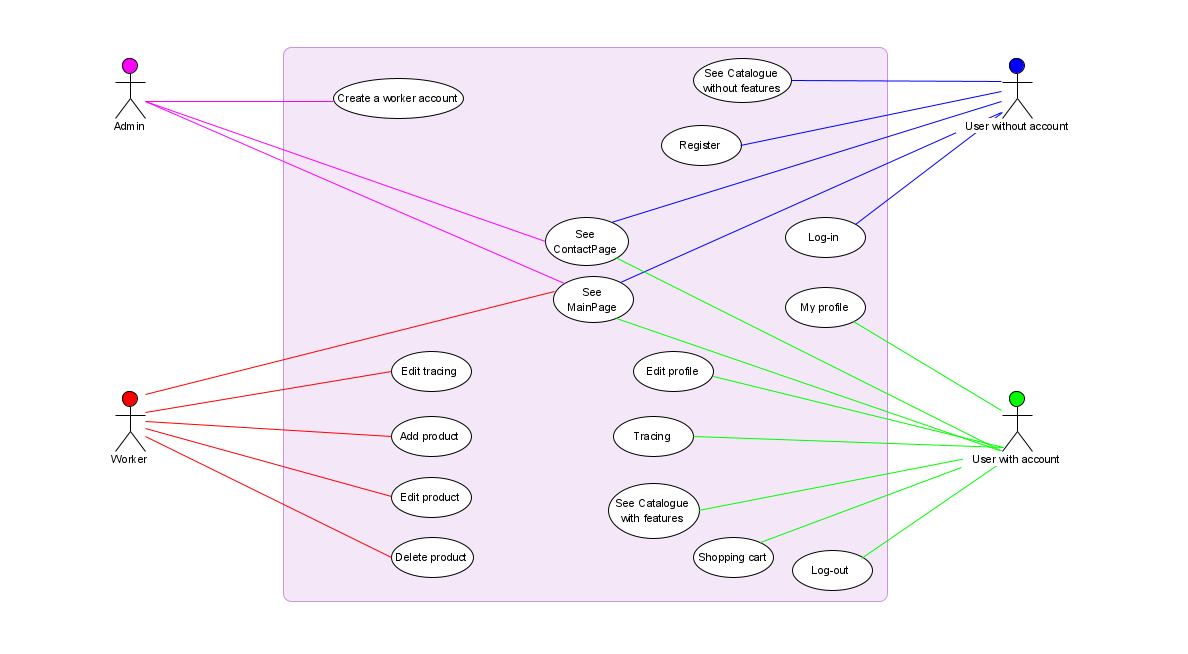 See Catalogue
without features
Create a worker account
Admin
User without account
Register
See
ContactPage
Log-in
See
MainPage
My profile
Edit tracing
Edit profile
Add product
Tracing
Worker
User with account
Edit product
See Catalogue
with features
Delete product
Shopping cart
Log-out